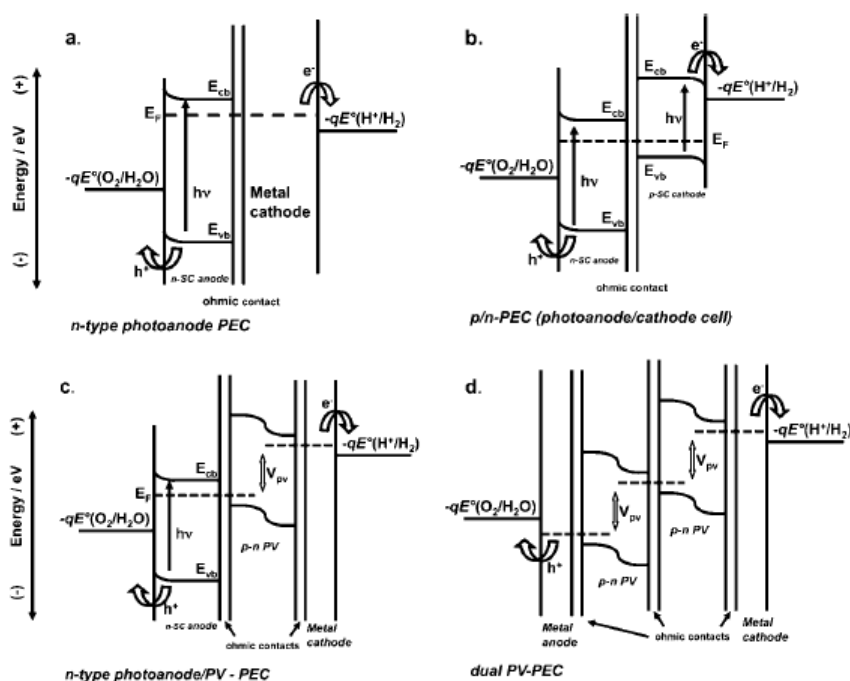 a.
Energy / eV
(+)
(-)
E_cb
E_F
e⁻
-qE°(H⁺/H₂)
-qE°(O₂/H₂O)
hν
Metal
cathode
E_vb
h⁺
n-SC anode
ohmic contact
n-type photoanode PEC
b.
e⁻
E_cb
-qE°(H⁺/H₂)
E_cb
hν
E_F
-qE°(O₂/H₂O)
hν
E_vb
p-SC cathode
E_vb
h⁺
n-SC anode
ohmic contact
p/n-PEC (photoanode/cathode cell)
c.
Energy / eV
(+)
(-)
e⁻
-qE°(H⁺/H₂)
E_cb
V_pv
E_F
-qE°(O₂/H₂O)
hν
p-n PV
E_vb
h⁺
n-SC anode
ohmic contacts
Metal
cathode
n-type photoanode/PV - PEC
d.
e⁻
-qE°(H⁺/H₂)
V_pv
-qE°(O₂/H₂O)
V_pv
p-n PV
h⁺
p-n PV
Metal
anode
ohmic contacts
Metal
cathode
dual PV-PEC